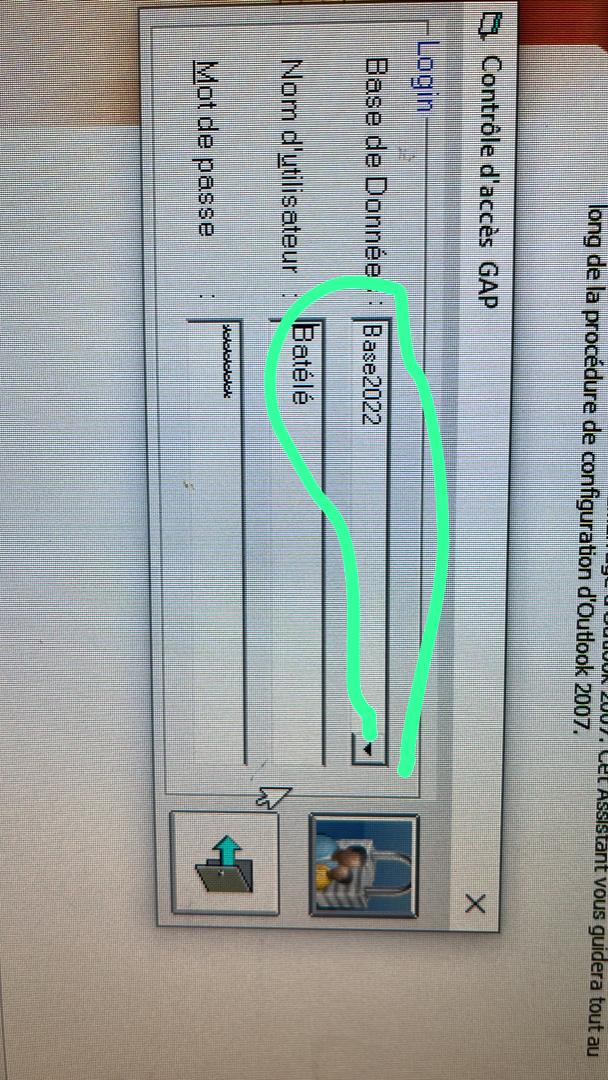 Outlook 2007. Cet Assistant vous guidera tout au
long de la procédure de configuration d'Outlook 2007.
Contrôle d'accès GAP
Login
Base de Donnée : Base2022
Nom d'utilisateur : Batélé
Mot de passe : ********